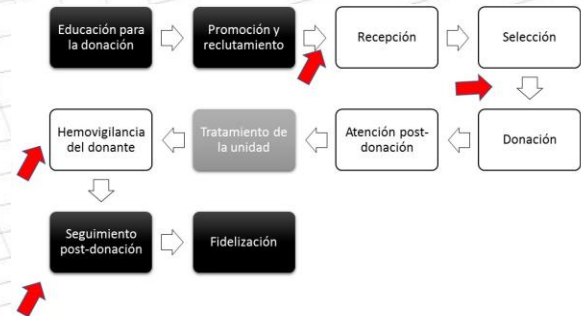 Educación para
la donación
Promoción y
reclutamiento
Recepción
Selección
Donación
Atención post-
donación
Tratamiento de
la unidad
Hemovigilancia
del donante
Seguimiento
post-donación
Fidelización